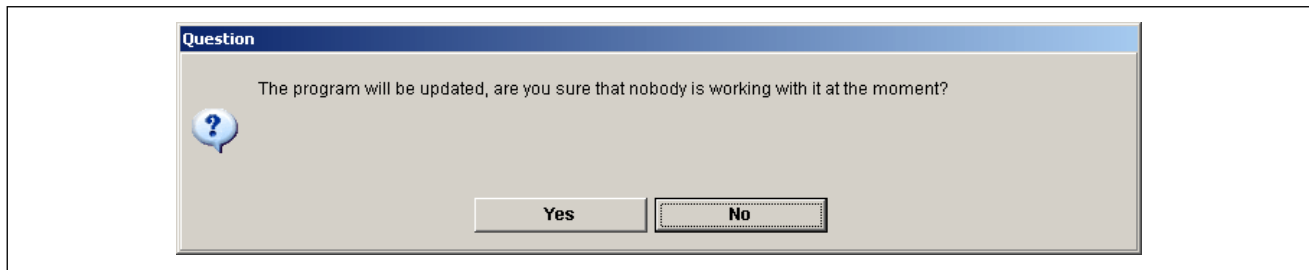 Question
The program will be updated, are you sure that nobody is working with it at the moment?
Yes
No